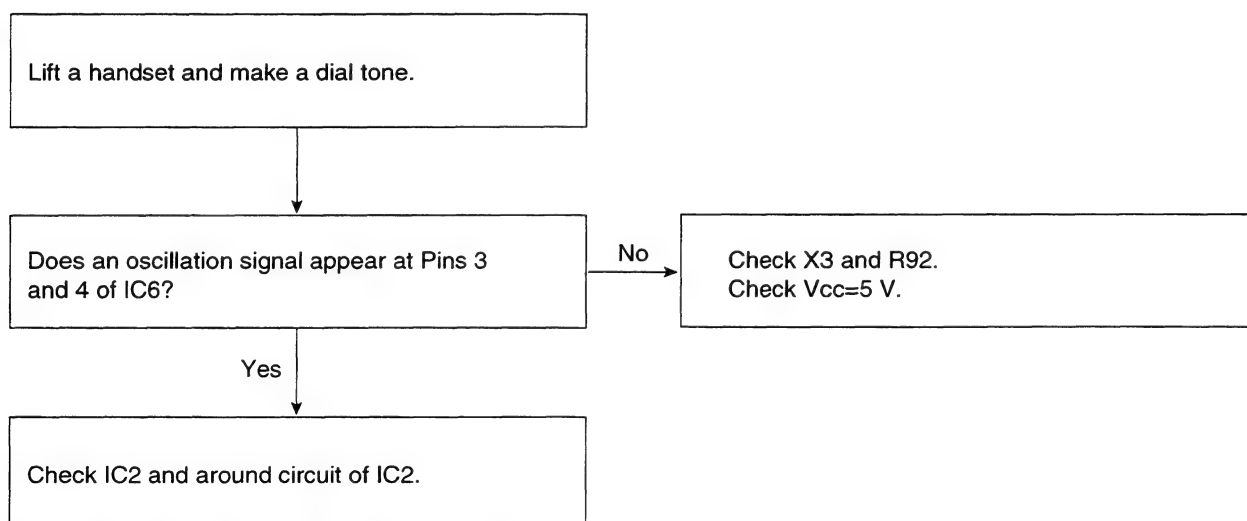 Lift a handset and make a dial tone.
Does an oscillation signal appear at Pins 3
and 4 of IC6?
No
Check X3 and R92.
Check Vcc=5 V.
Yes
Check IC2 and around circuit of IC2.